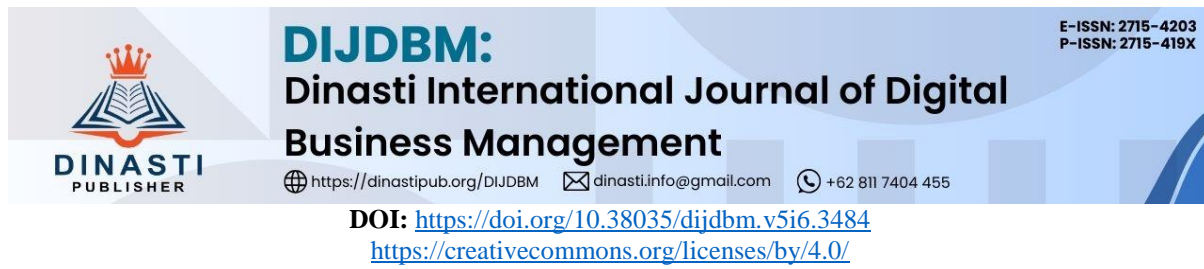 DINASTI
PUBLISHER
DIJDBM:
Dinasti International Journal of Digital
Business Management
https://dinastipub.org/DIJDBM dinasti.info@gmail.com +62 811 7404 455
E-ISSN: 2715-4203
P-ISSN: 2715-419X
DOI: https://doi.org/10.38035/dijdbm.v5i6.3484
https://creativecommons.org/licenses/by/4.0/